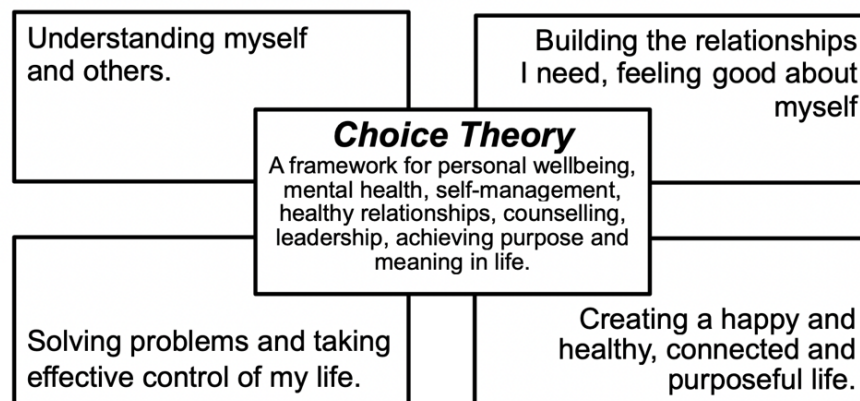 Understanding myself
and others.
Building the relationships
I need, feeling good about
myself
Choice Theory
A framework for personal wellbeing,
mental health, self-management,
healthy relationships, counselling,
leadership, achieving purpose and
meaning in life.
Solving problems and taking
effective control of my life.
Creating a happy and
healthy, connected and
purposeful life.